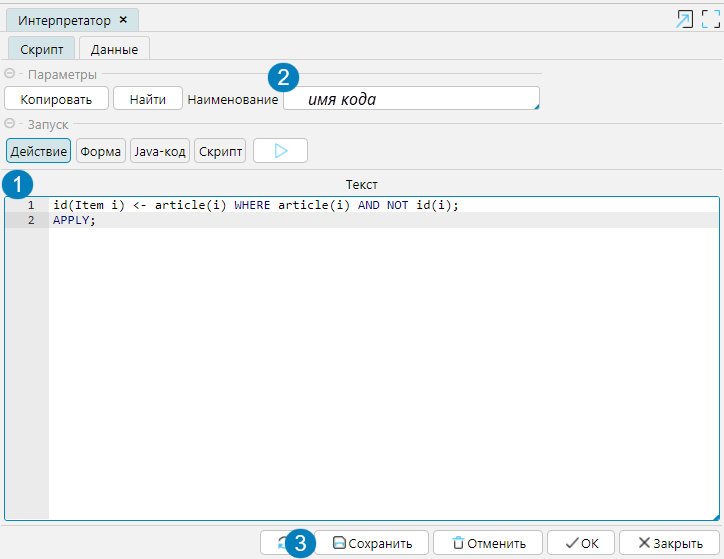 Интерпретатор ×
Скрипт Данные
Параметры
2
Копировать Найти Наименование имя кода
Запуск
Действие Форма Java-код Скрипт
1
Текст
1 id(Item i) <- article(i) WHERE article(i) AND NOT id(i);
2 APPLY;
3 Сохранить Отменить OK Закрыть